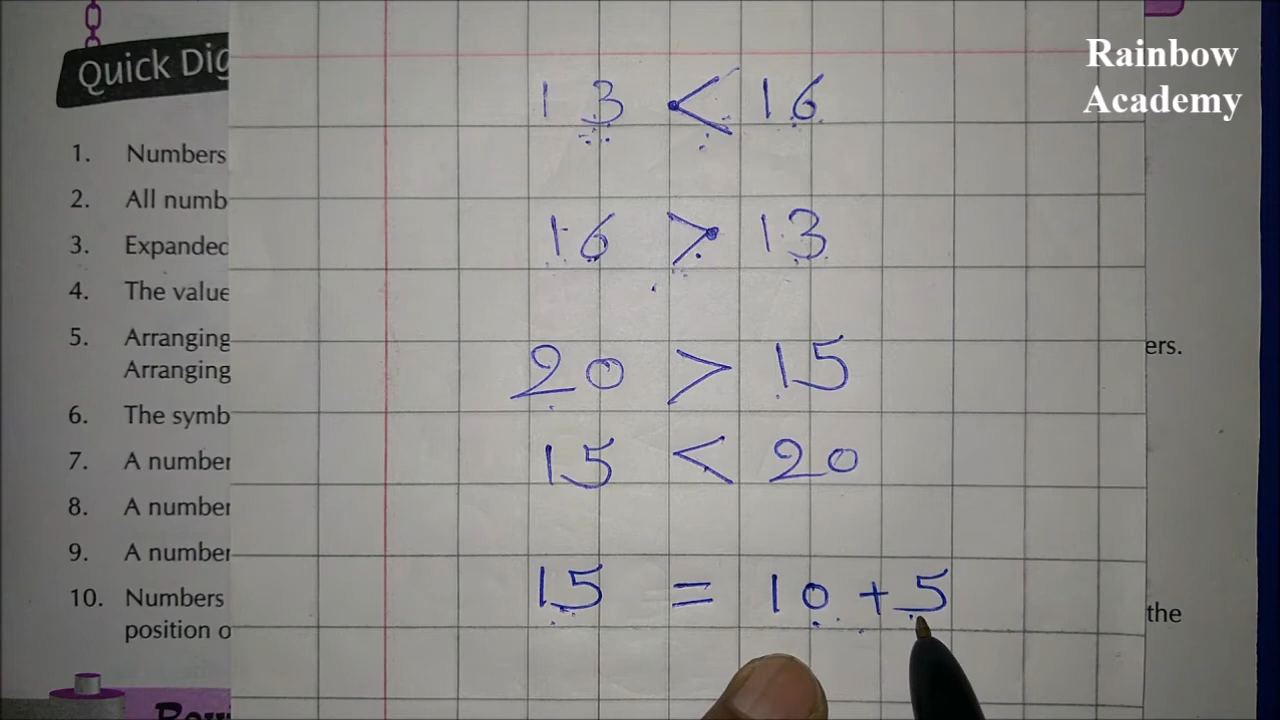 Rainbow
Academy
Quick Dig
1. Numbers
2. All numb
3. Expanded
4. The value
5. Arranging
Arranging
ers.
6. The symb
7. A number
8. A number
9. A number
10. Numbers
the
position o
13 < 16
16 > 13
20 > 15
15 < 20
15 = 10 + 5